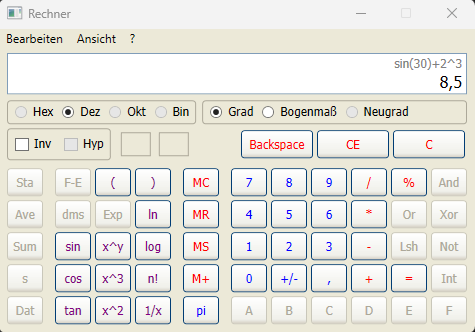 Rechner
Bearbeiten Ansicht ?
sin(30)+2^3
8,5
Hex Dez Okt Bin Grad Bogenmaß Neugrad
Inv Hyp Backspace CE C
Sta F-E ( ) MC 7 8 9 / % And
Ave dms Exp ln MR 4 5 6 * Or Xor
Sum sin x^y log MS 1 2 3 - Lsh Not
s cos x^3 n! M+ 0 +/- , + = Int
Dat tan x^2 1/x pi A B C D E F